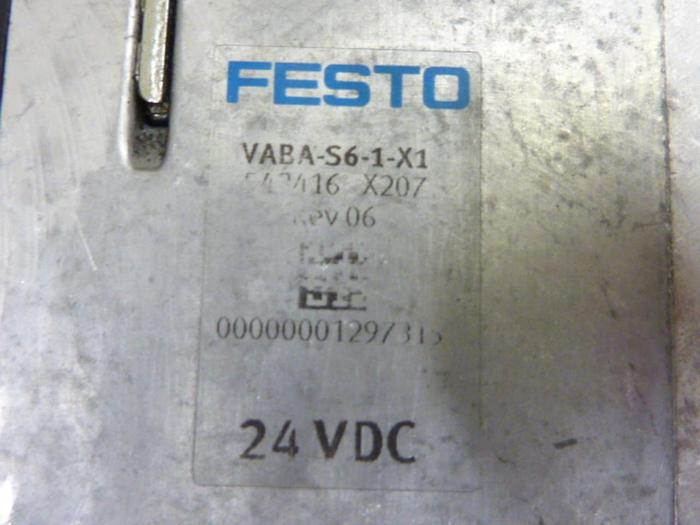 FESTO
VABA-S6-1-X1
X207
Rev 06
24 VDC